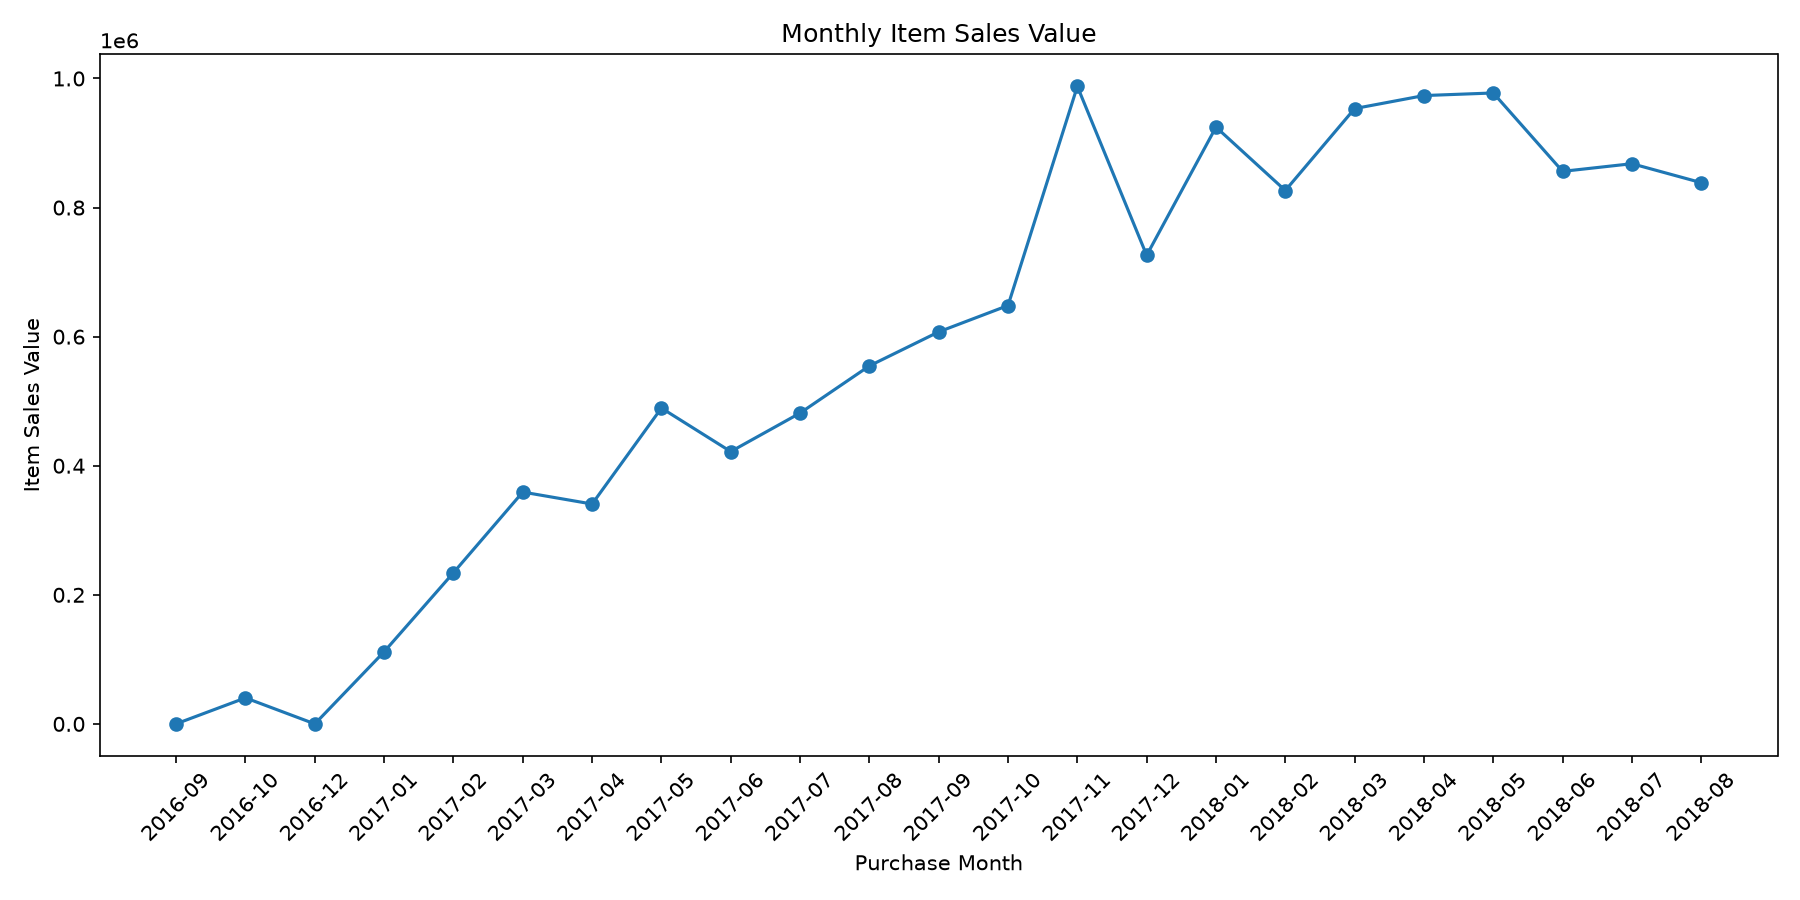 Monthly Item Sales Value
1e6
1.0
0.8
0.6
0.4
0.2
0.0
Item Sales Value
2016-09 2016-10 2016-12 2017-01 2017-02 2017-03 2017-04 2017-05 2017-06 2017-07 2017-08 2017-09 2017-10 2017-11 2017-12 2018-01 2018-02 2018-03 2018-04 2018-05 2018-06 2018-07 2018-08
Purchase Month